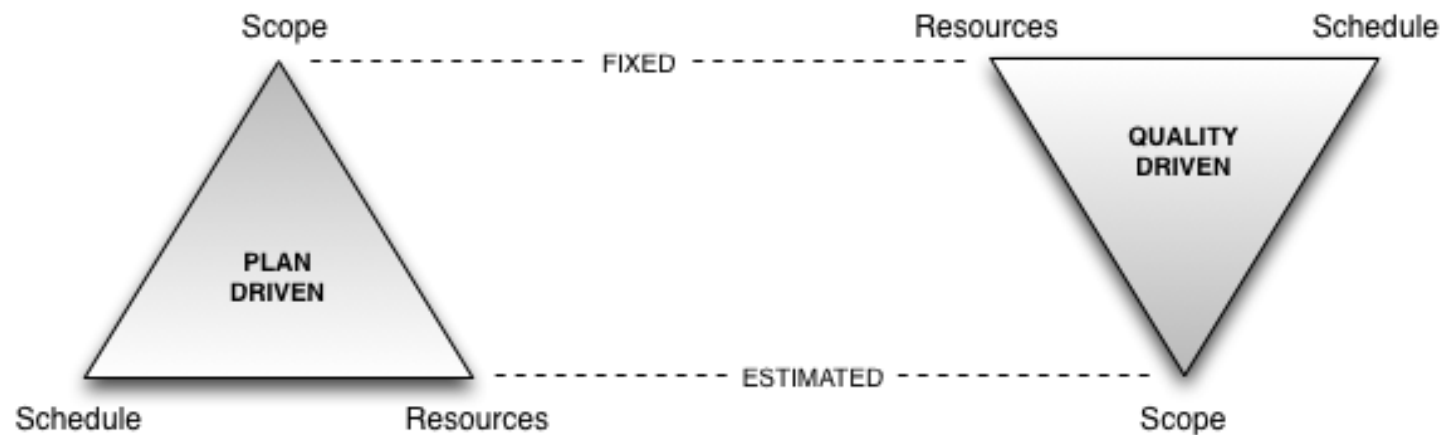 Scope
Resources
Schedule
FIXED
QUALITY
DRIVEN
PLAN
DRIVEN
ESTIMATED
Schedule
Resources
Scope